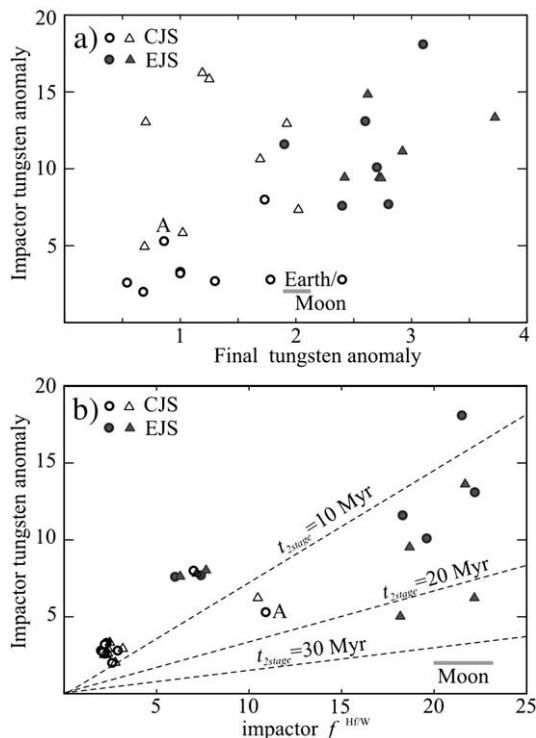 a)
CJS
EJS
20
15
10
5
Impactor tungsten anomaly
A
Earth/
Moon
1 2 3 4
Final tungsten anomaly
b)
CJS
EJS
20
15
10
5
Impactor tungsten anomaly
t2stage=10 Myr
t2stage=20 Myr
t2stage=30 Myr
A
Moon
5 10 15 20 25
impactor f Hf/W